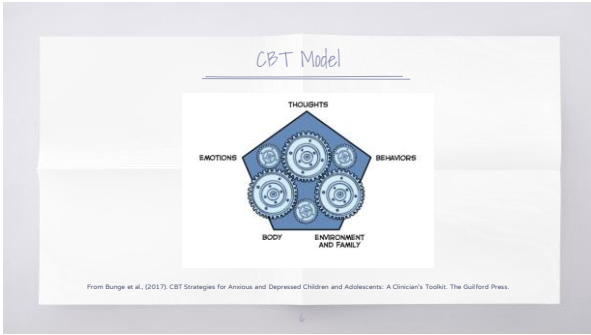 CBT Model
THOUGHTS
EMOTIONS
BEHAVIORS
BODY
ENVIRONMENT
AND FAMILY
From Bunge et al., (2017). CBT Strategies for Anxious and Depressed Children and Adolescents: A Clinician's Toolkit. The Guilford Press.